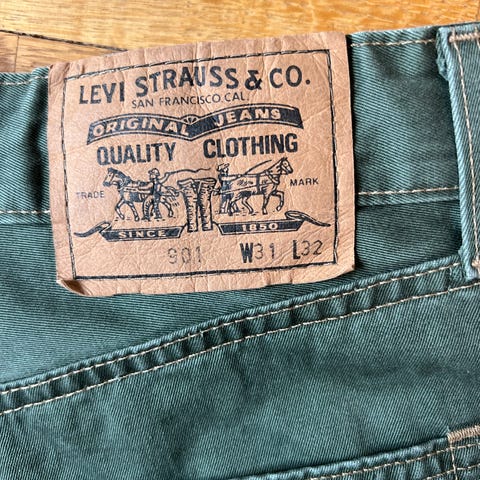 LEVI STRAUSS & CO.
SAN FRANCISCO.CAL.
ORIGINAL JEANS
QUALITY CLOTHING
TRADE MARK
SINCE 1850
901 W31 L32